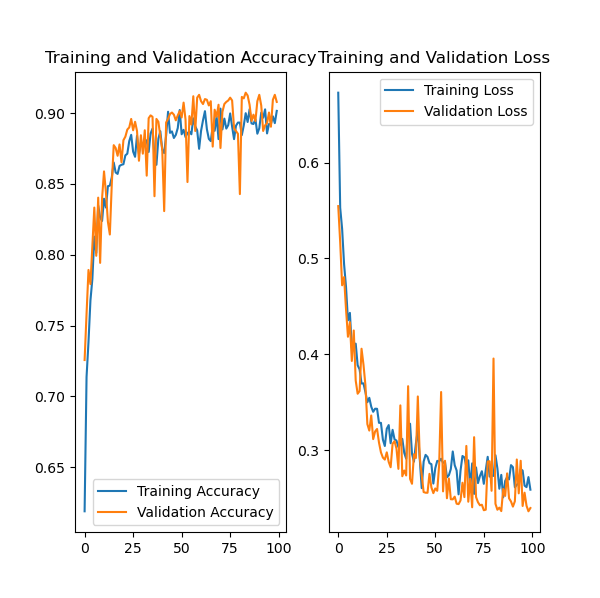 Training and Validation Accuracy
0.90
0.85
0.80
0.75
0.70
0.65
Training Accuracy
Validation Accuracy
0 25 50 75 100
Training and Validation Loss
Training Loss
Validation Loss
0.6
0.5
0.4
0.3
0 25 50 75 100